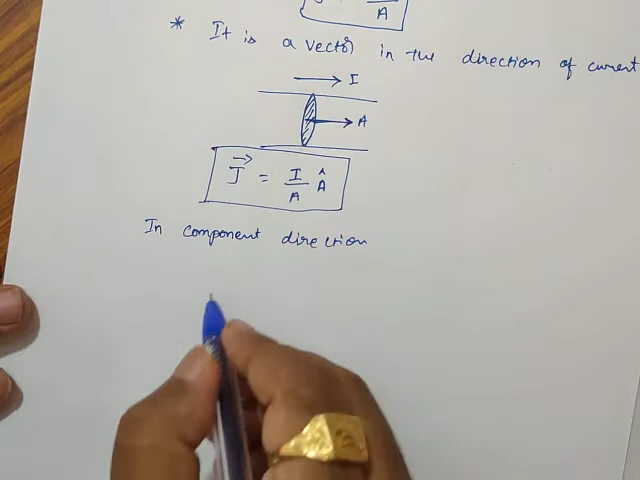 A
* It is a vector in the direction of current
I
A
J⃗ = I/A Â
In component direction